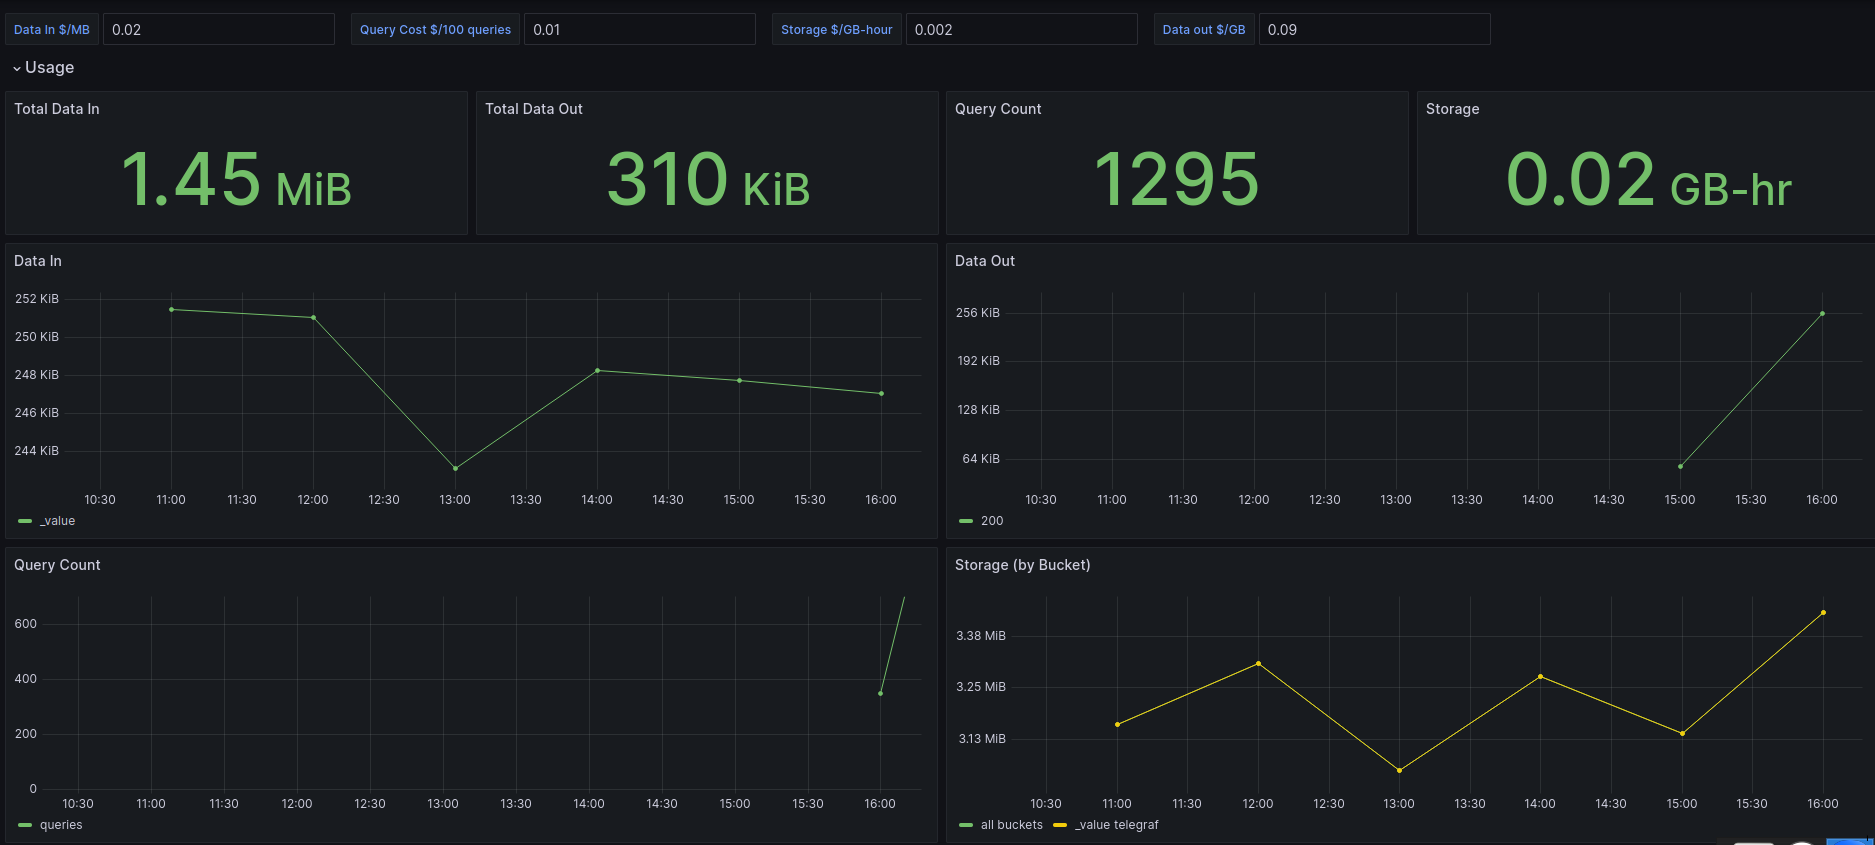 Data In $/MB 0.02 Query Cost $/100 queries 0.01 Storage $/GB-hour 0.002 Data out $/GB 0.09
Usage
Total Data In
1.45 MiB
Total Data Out
310 KiB
Query Count
1295
Storage
0.02 GB-hr
Data In
252 KiB
250 KiB
248 KiB
246 KiB
244 KiB
10:30 11:00 11:30 12:00 12:30 13:00 13:30 14:00 14:30 15:00 15:30 16:00
_value
Data Out
256 KiB
192 KiB
128 KiB
64 KiB
10:30 11:00 11:30 12:00 12:30 13:00 13:30 14:00 14:30 15:00 15:30 16:00
200
Query Count
600
400
200
0
10:30 11:00 11:30 12:00 12:30 13:00 13:30 14:00 14:30 15:00 15:30 16:00
queries
Storage (by Bucket)
3.38 MiB
3.25 MiB
3.13 MiB
10:30 11:00 11:30 12:00 12:30 13:00 13:30 14:00 14:30 15:00 15:30 16:00
all buckets _value telegraf